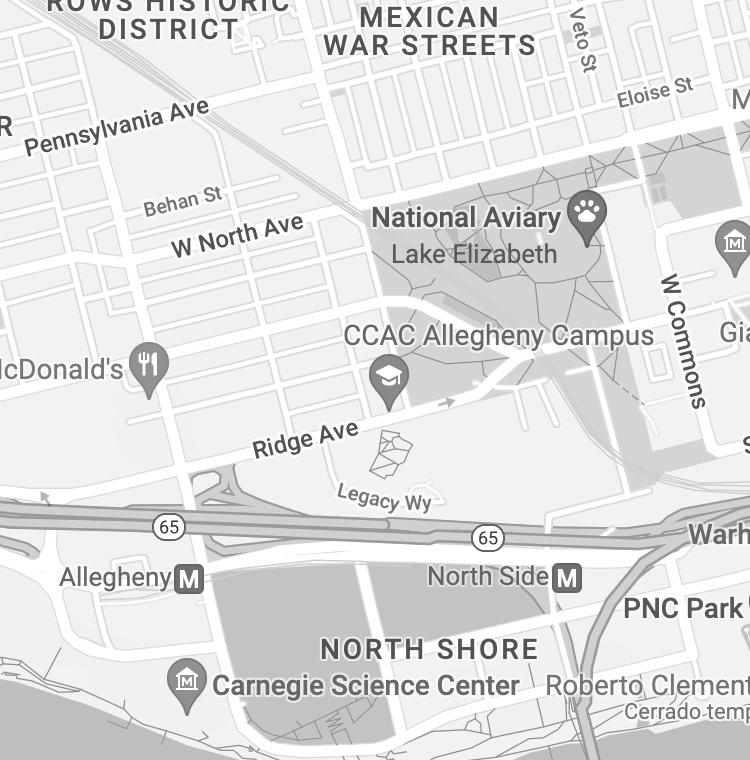 ROWS HISTORIC
DISTRICT
MEXICAN
WAR STREETS
Veto St
Eloise St
M
R
Pennsylvania Ave
Behan St
W North Ave
National Aviary
Lake Elizabeth
W Commons
CCAC Allegheny Campus
Gia
cDonald's
Ridge Ave
S
Legacy Wy
65
65
Warh
Allegheny M
North Side M
PNC Park
NORTH SHORE
Carnegie Science Center
Roberto Clement
Cerrado temp